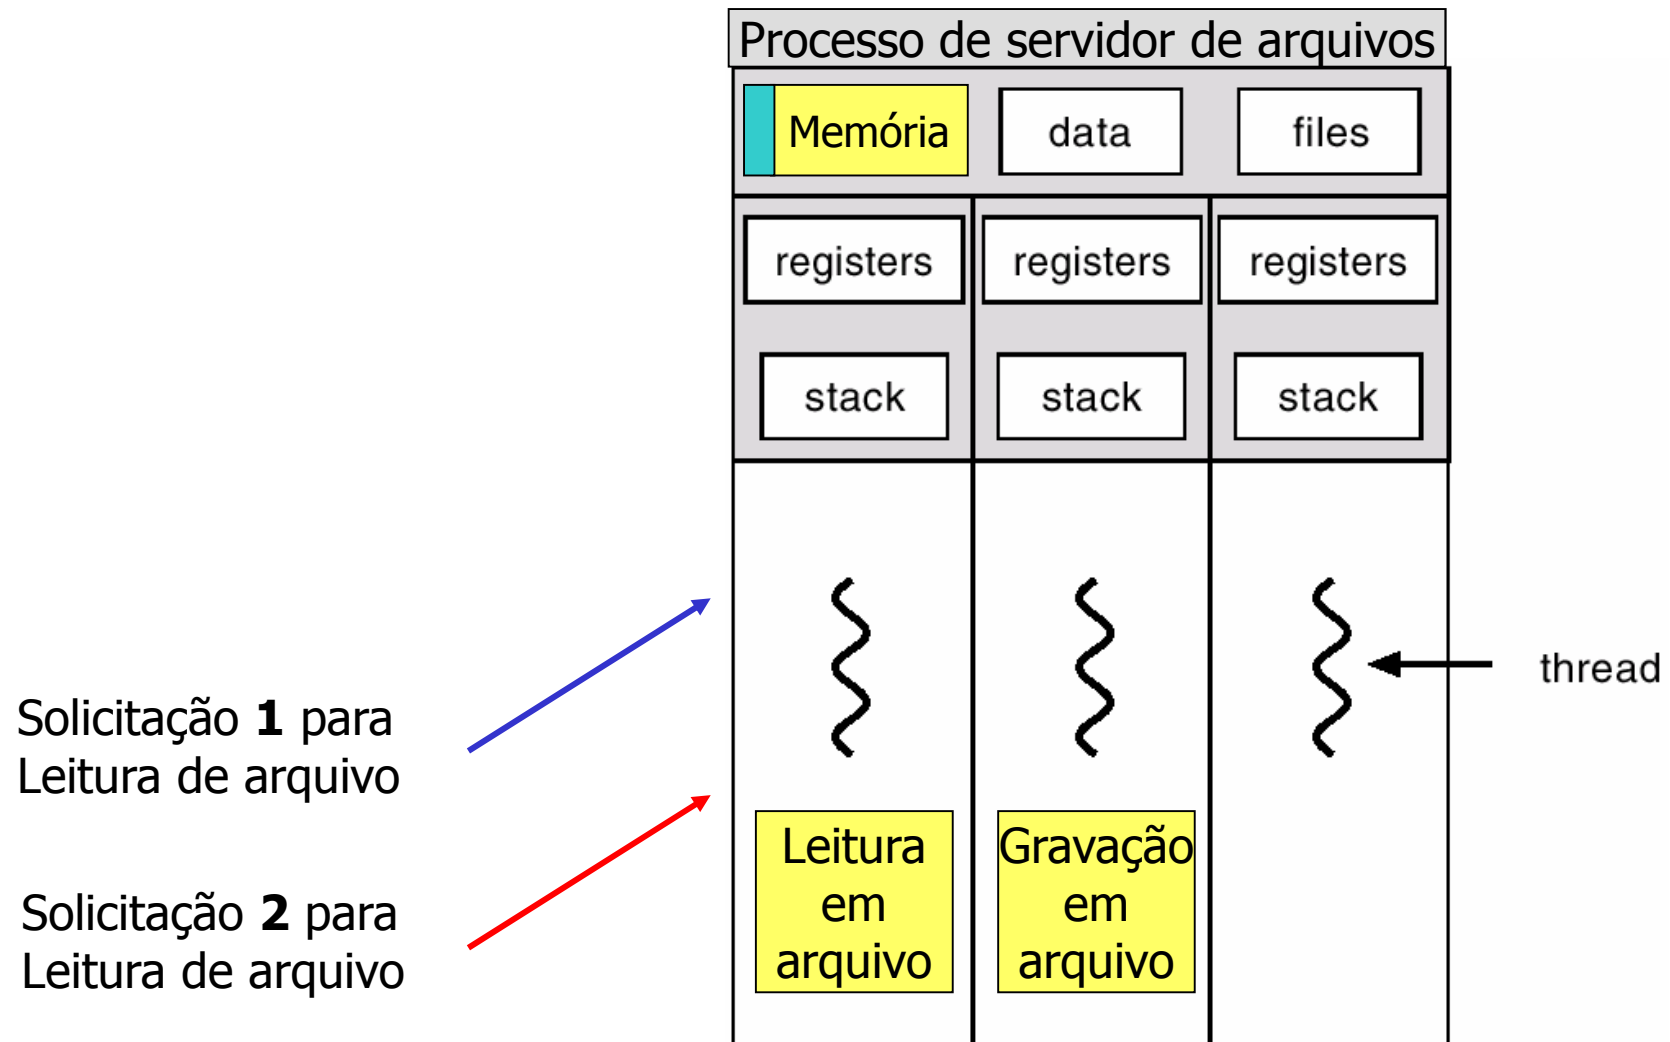 Processo de servidor de arquivos
Memória
data
files
registers
registers
registers
stack
stack
stack
thread
Solicitação 1 para
Leitura de arquivo
Solicitação 2 para
Leitura de arquivo
Leitura
em
arquivo
Gravação
em
arquivo